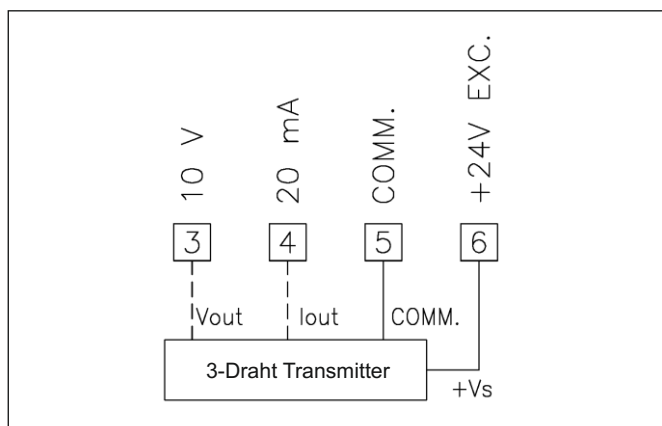 10 V
20 mA
COMM.
+24V EXC.
3
4
5
6
Vout
Iout
COMM.
3-Draht Transmitter
+Vs